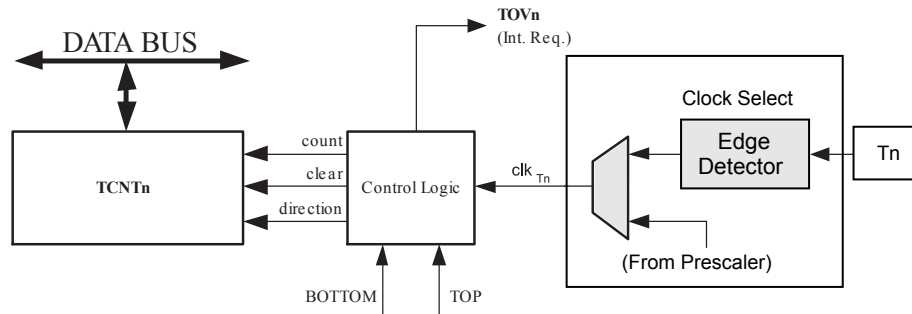 TOVn
(Int. Req.)
DATA BUS
Clock Select
Edge
Detector
Tn
TCNTn
count
clear
direction
Control Logic
clk Tn
(From Prescaler)
BOTTOM
TOP